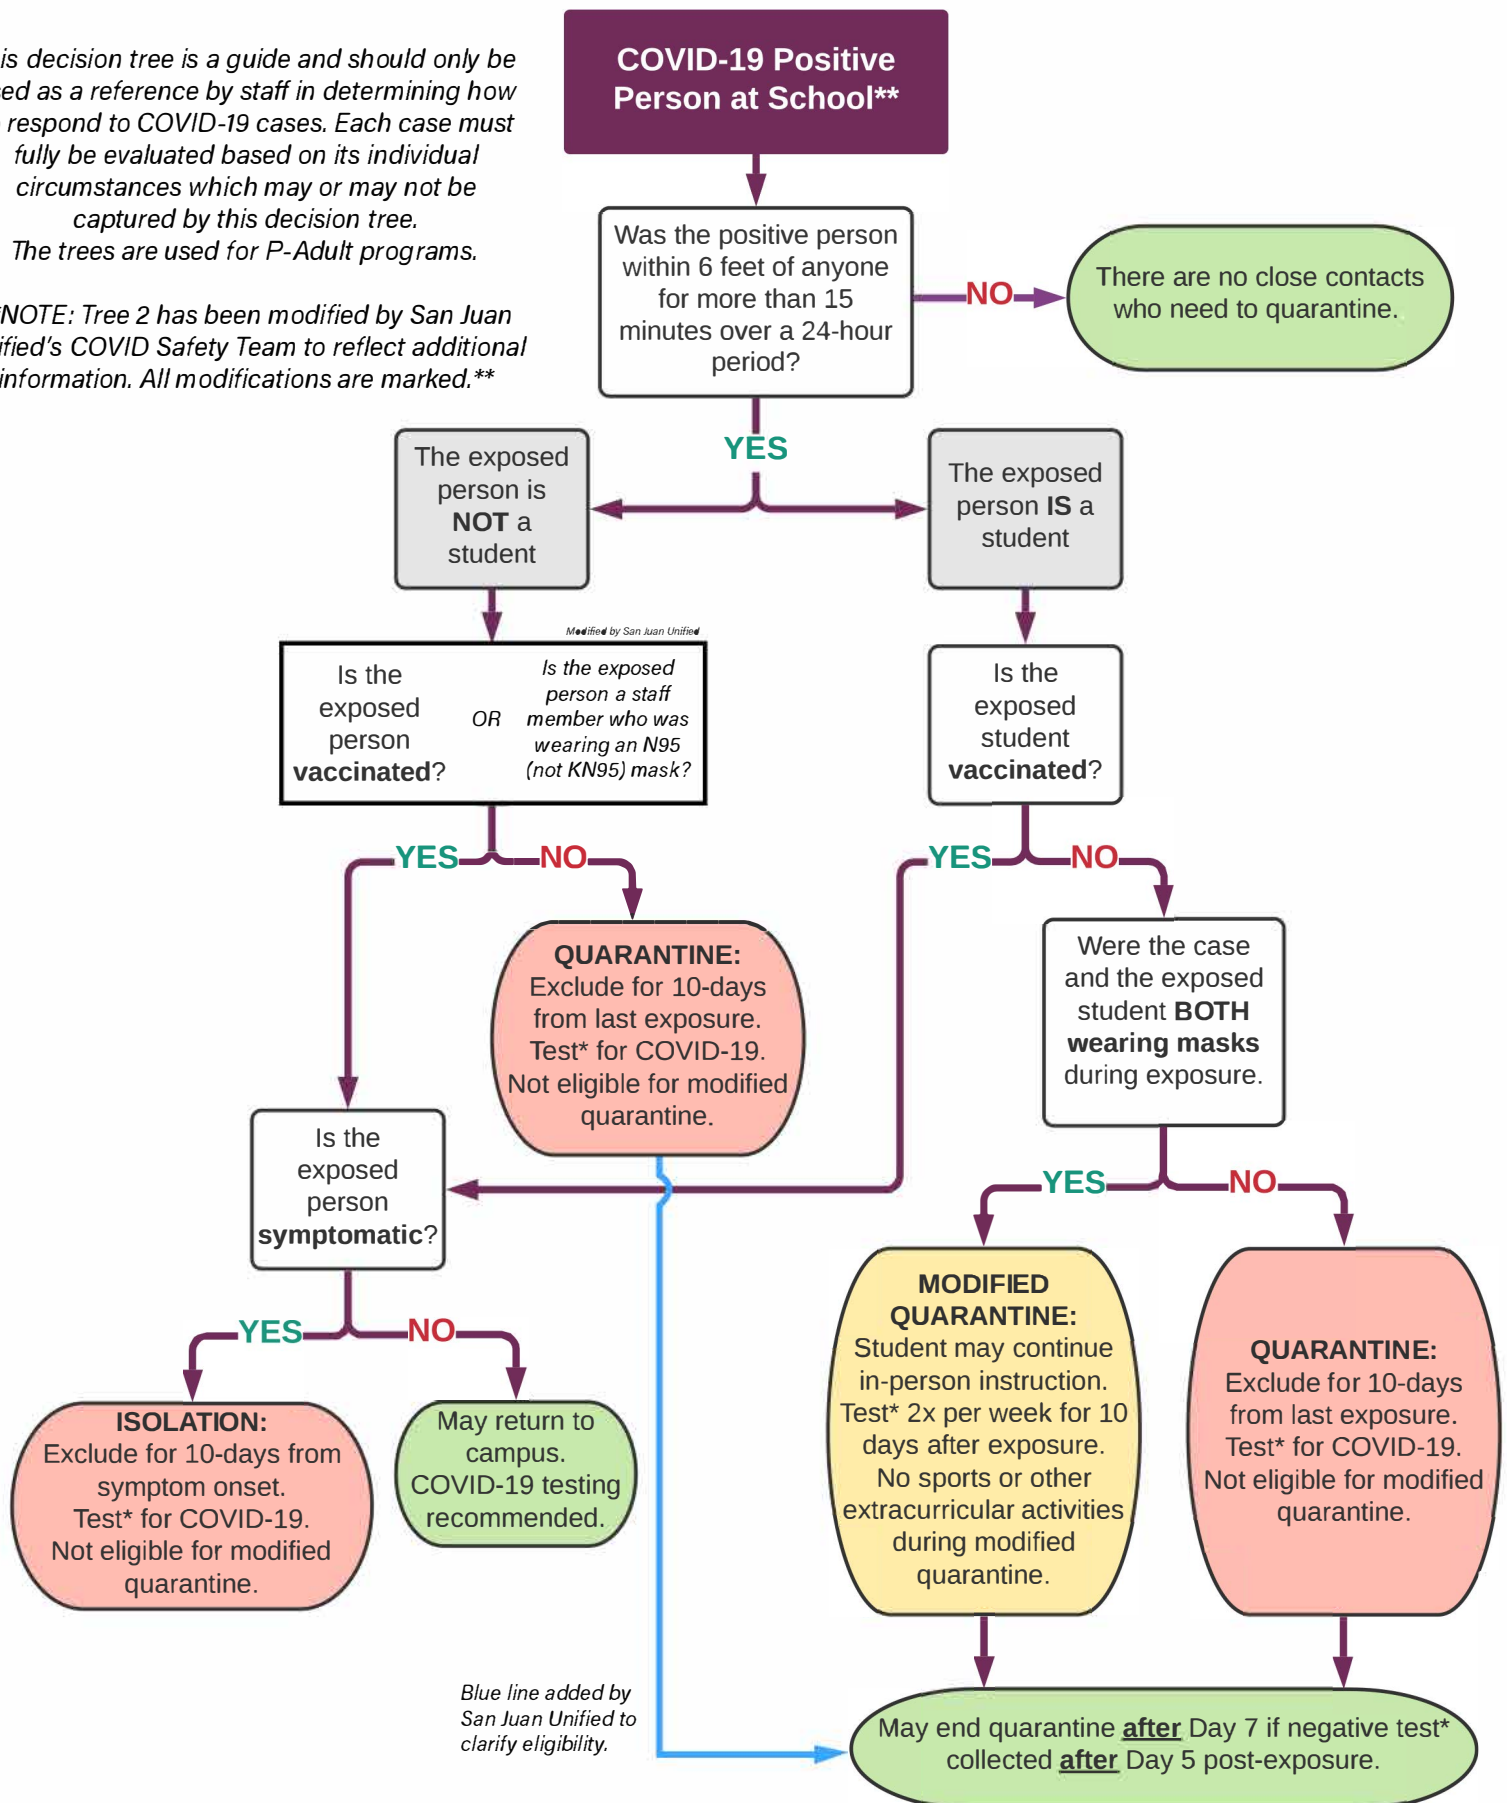 is decision tree is a guide and should only be
ed as a reference by staff in determining how
respond to COVID-19 cases. Each case must
fully be evaluated based on its individual
circumstances which may or may not be
captured by this decision tree.
The trees are used for P-Adult programs.
NOTE: Tree 2 has been modified by San Juan
ified's COVID Safety Team to reflect additional
information. All modifications are marked.**
COVID-19 Positive
Person at School**
Was the positive person
within 6 feet of anyone
for more than 15
minutes over a 24-hour
period?
NO
There are no close contacts
who need to quarantine.
YES
The exposed
person is
NOT a
student
The exposed
person IS a
student
Modified by San Juan Unified
Is the
exposed
person
vaccinated?
OR
Is the exposed
person a staff
member who was
wearing an N95
(not KN95) mask?
Is the
exposed
student
vaccinated?
YES
NO
YES
NO
QUARANTINE:
Exclude for 10-days
from last exposure.
Test* for COVID-19.
Not eligible for modified
quarantine.
Were the case
and the exposed
student BOTH
wearing masks
during exposure.
Is the
exposed
person
symptomatic?
YES
NO
YES
NO
ISOLATION:
Exclude for 10-days from
symptom onset.
Test* for COVID-19.
Not eligible for modified
quarantine.
May return to
campus.
COVID-19 testing
recommended.
MODIFIED
QUARANTINE:
Student may continue
in-person instruction.
Test* 2x per week for 10
days after exposure.
No sports or other
extracurricular activities
during modified
quarantine.
QUARANTINE:
Exclude for 10-days
from last exposure.
Test* for COVID-19.
Not eligible for modified
quarantine.
Blue line added by
San Juan Unified to
clarify eligibility.
May end quarantine after Day 7 if negative test*
collected after Day 5 post-exposure.